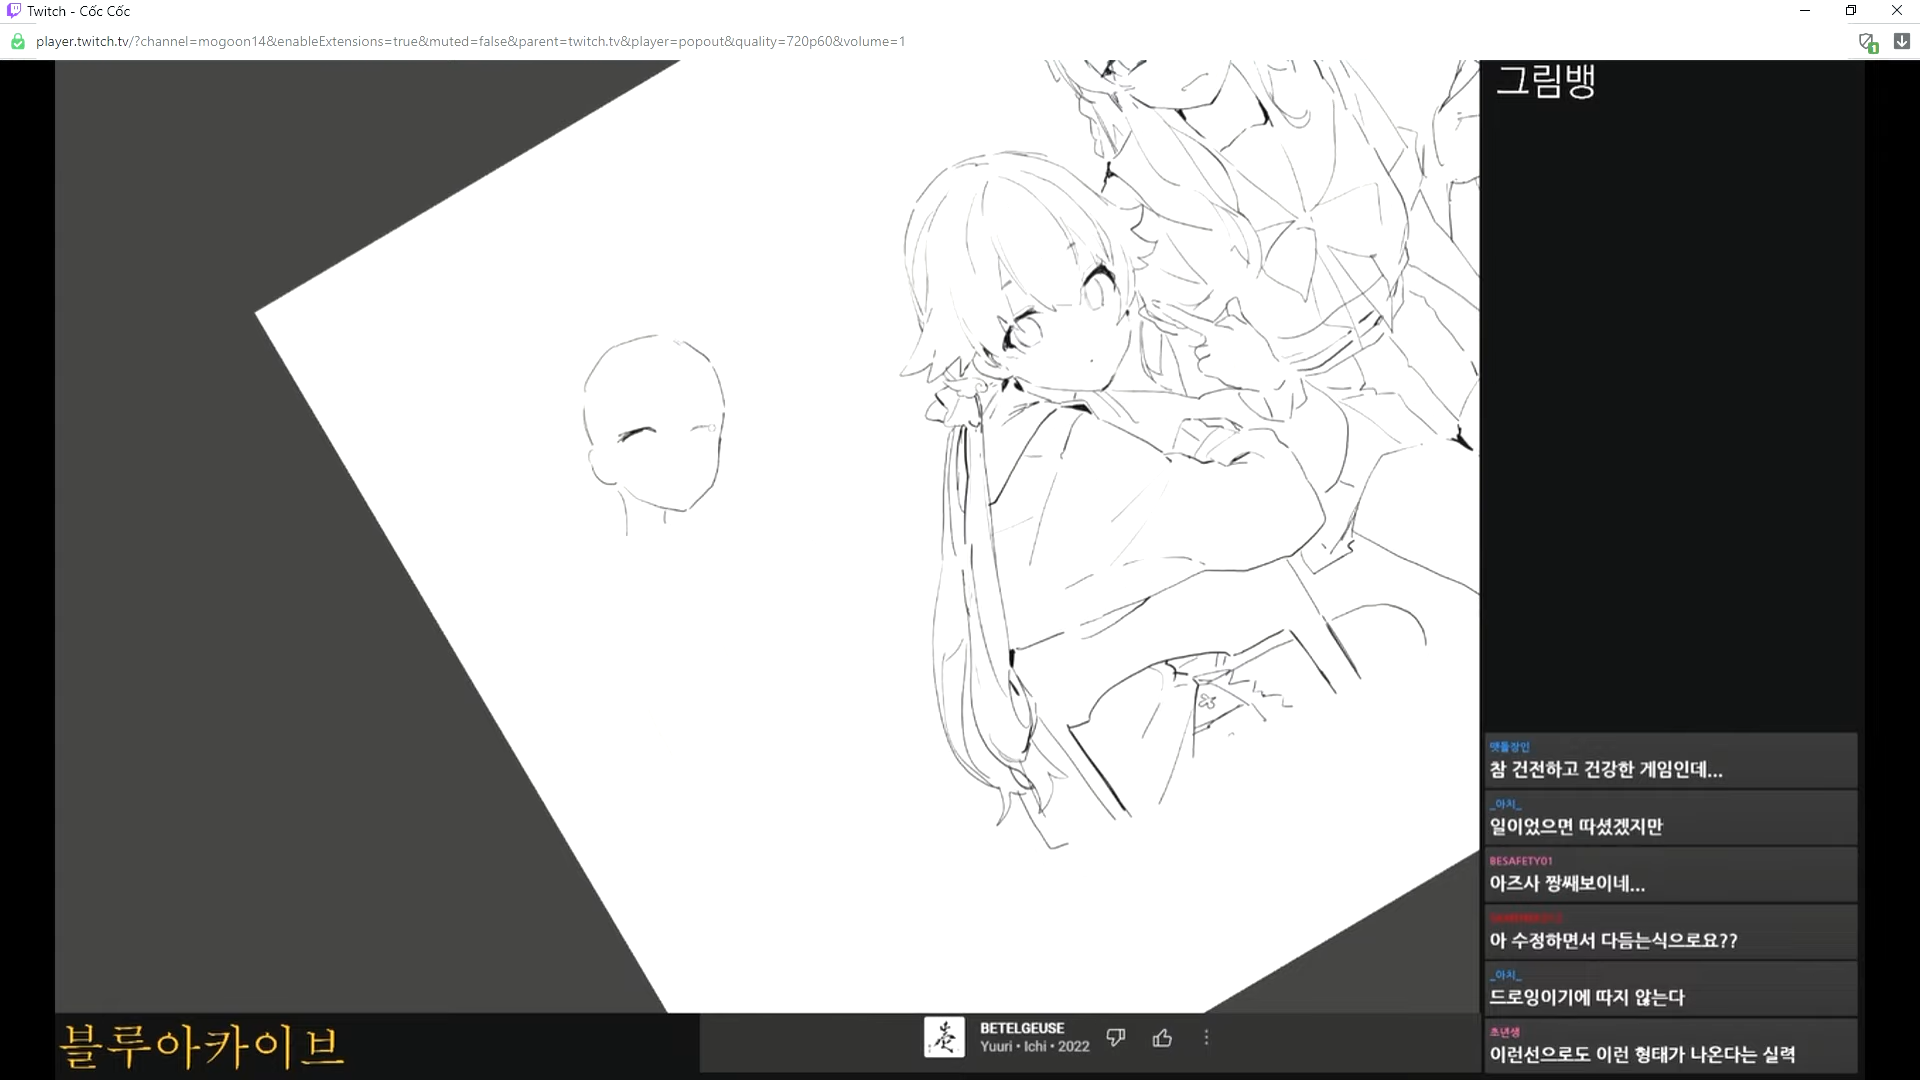 Twitch - Cốc Cốc
player.twitch.tv/?channel=mogoon14&enableExtensions=true&muted=false&parent=twitch.tv&player=popout&quality=720p60&volume=1
1
그림뱅
맷돌장인
참 건전하고 건강한 게임인데...
_아치_
일이었으면 따셨겠지만
BESAFETY01
아즈사 짱쎄보이네...
아 수정하면서 다듬는식으로요??
_아치_
드로잉이기에 따지 않는다
초년생
이런선으로도 이런 형태가 나온다는 실력
블루아카이브
壱
BETELGEUSE
Yuuri • Ichi • 2022